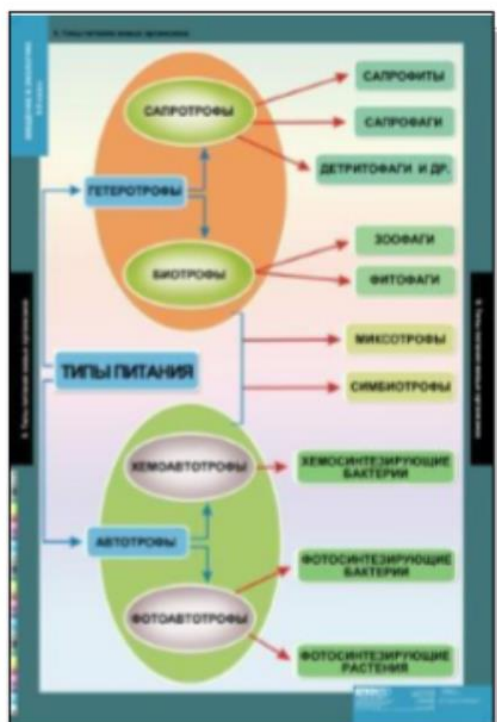 САПРОФИТЫ
САПРОТРОФЫ
САПРОФАГИ
ДЕТРИТОФАГИ И ДР.
ГЕТЕРОТРОФЫ
ЗООФАГИ
БИОТРОФЫ
ФИТОФАГИ
МИКСОТРОФЫ
ТИПЫ ПИТАНИЯ
СИМБИОТРОФЫ
ХЕМОАВТОТРОФЫ
ХЕМОСИНТЕЗИРУЮЩИЕ
БАКТЕРИИ
АВТОТРОФЫ
ФОТОСИНТЕЗИРУЮЩИЕ
БАКТЕРИИ
ФОТОАВТОТРОФЫ
ФОТОСИНТЕЗИРУЮЩИЕ
РАСТЕНИЯ